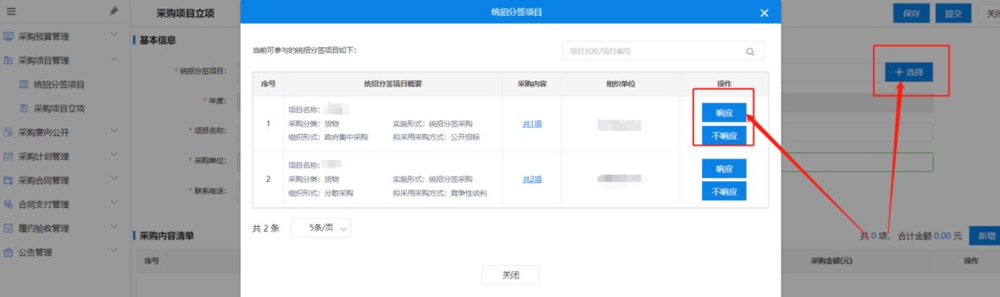 采购项目立项
统招分签项目
保存
提交
关闭
采购预算管理
采购项目管理
统招分签项目
采购项目立项
采购意向公开
采购计划管理
采购合同管理
合同支付管理
履约验收管理
公告管理
基本信息
* 统招分签项目:
* 年度:
* 项目名称:
* 采购单位:
* 联系电话:
+ 选择
当前可参与的统招分签项目如下:
项目名称/项目编号
序号 统招分签项目概要 采购内容 组织单位 操作
1
项目名称:
采购分类: 货物 实施形式: 统招分签采购
组织形式: 政府集中采购 拟采用采购方式: 公开招标
共1项
响应
不响应
2
项目名称:
采购分类: 货物 实施形式: 统招分签采购
组织形式: 分散采购 拟采用采购方式: 竞争性谈判
共2项
响应
不响应
共 2 条 5条/页
关闭
采购内容清单
共 0 项, 合计金额 0.00 元
新增
序号 采购金额(元) 操作